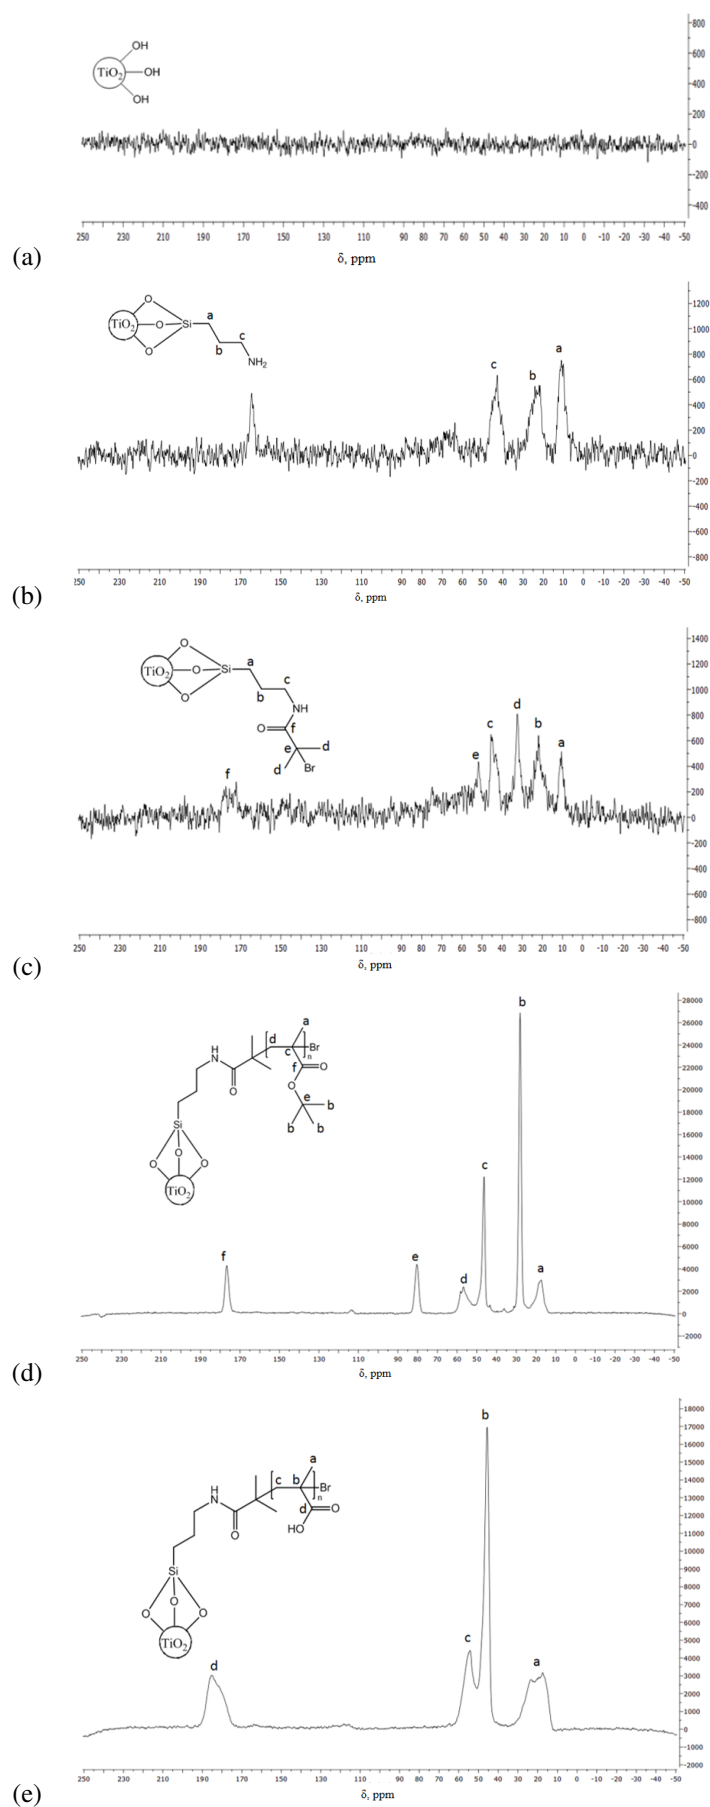 OH
TiO2 OH
OH
800
600
400
200
0
-200
-400
250 230 210 190 170 150 130 110 90 80 70 60 50 40 30 20 10 0 -10 -20 -30 -40 -50
(a)
δ, ppm
O
TiO2 O Si a
b c
O
NH2
1200
1000
800
600
400
200
0
-200
-400
-600
-800
c b a
250 230 210 190 170 150 130 110 90 80 70 60 50 40 30 20 10 0 -10 -20 -30 -40 -50
(b)
δ, ppm
O
TiO2 O Si a
b c
O
NH
O f
e d
d Br
1400
1200
1000
800
600
400
200
0
-200
-400
-600
-800
f e c d b a
250 230 210 190 170 150 130 110 90 80 70 60 50 40 30 20 10 0 -10 -20 -30 -40 -50
(c)
δ, ppm
a
H
N
d
c
Br
n
O
f O
O
e b
b b
Si
O
O O
TiO2
28000
26000
24000
22000
20000
18000
16000
14000
12000
10000
8000
6000
4000
2000
0
-2000
f e d c b a
250 230 210 190 170 150 130 110 90 80 70 60 50 40 30 20 10 0 -10 -20 -30 -40 -50
(d)
δ, ppm
a
H
N
c b
Br
n
O
d O
HO
Si
O
O O
TiO2
18000
17000
16000
15000
14000
13000
12000
11000
10000
9000
8000
7000
6000
5000
4000
3000
2000
1000
0
-1000
-2000
d c b a
250 230 210 190 170 150 130 110 90 80 70 60 50 40 30 20 10 0 -10 -20 -30 -40 -50
(e)
δ, ppm